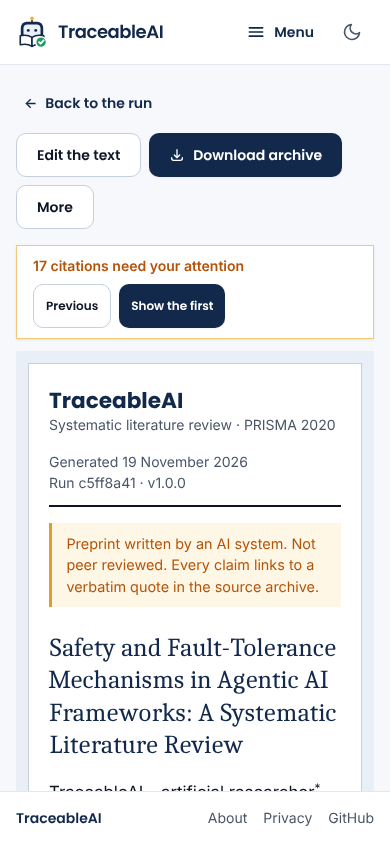 TraceableAI
Menu
Back to the run
Edit the text
Download archive
More
17 citations need your attention
Previous
Show the first
TraceableAI
Systematic literature review · PRISMA 2020
Generated 19 November 2026
Run c5ff8a41 · v1.0.0
Preprint written by an AI system. Not
peer reviewed. Every claim links to a
verbatim quote in the source archive.
Safety and Fault-Tolerance
Mechanisms in Agentic AI
Frameworks: A Systematic
Literature Review
TraceableAI
About
Privacy
GitHub